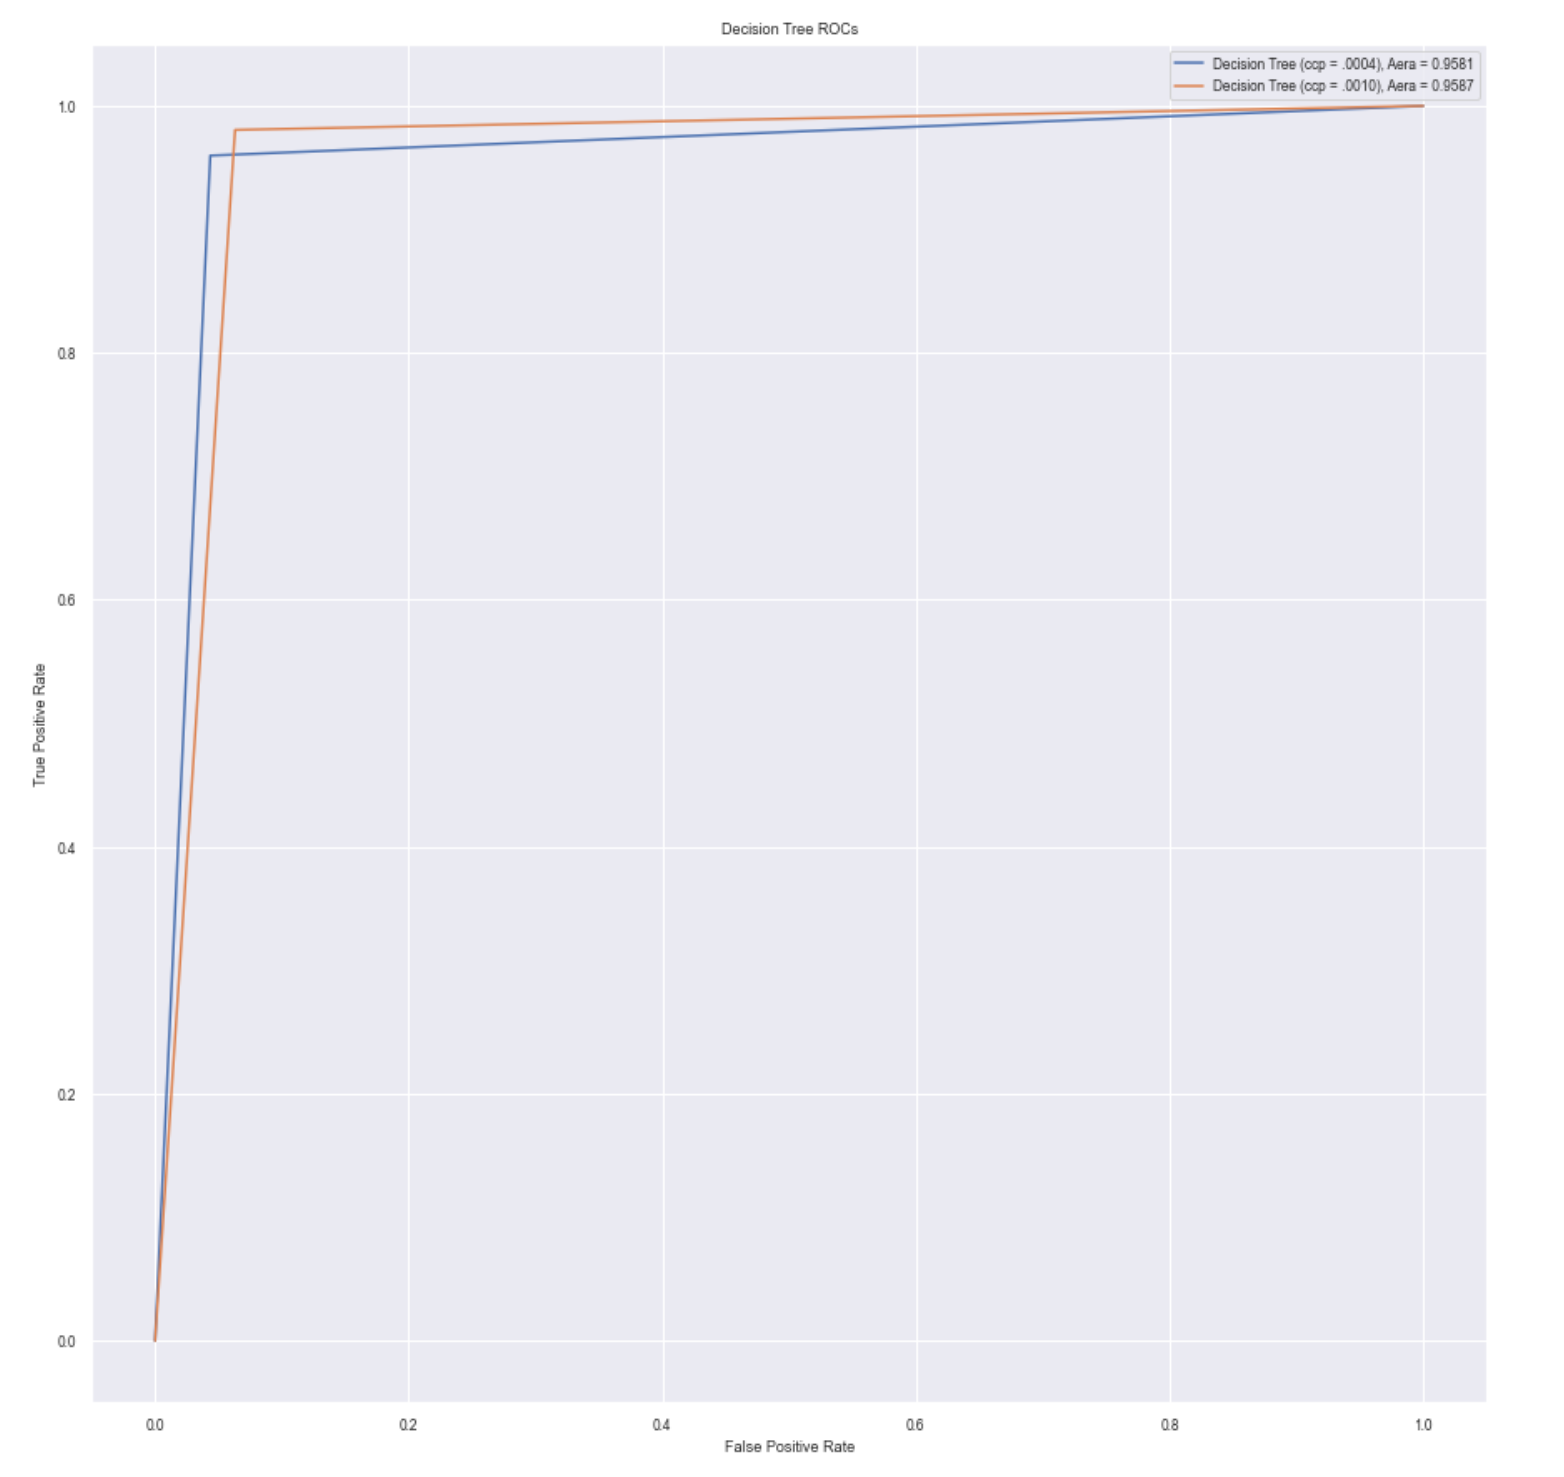 Decision Tree ROCs
Decision Tree (ccp = .0004), Aera = 0.9581
Decision Tree (ccp = .0010), Aera = 0.9587
1.0
0.8
0.6
0.4
0.2
0.0
True Positive Rate
0.0 0.2 0.4 0.6 0.8 1.0
False Positive Rate